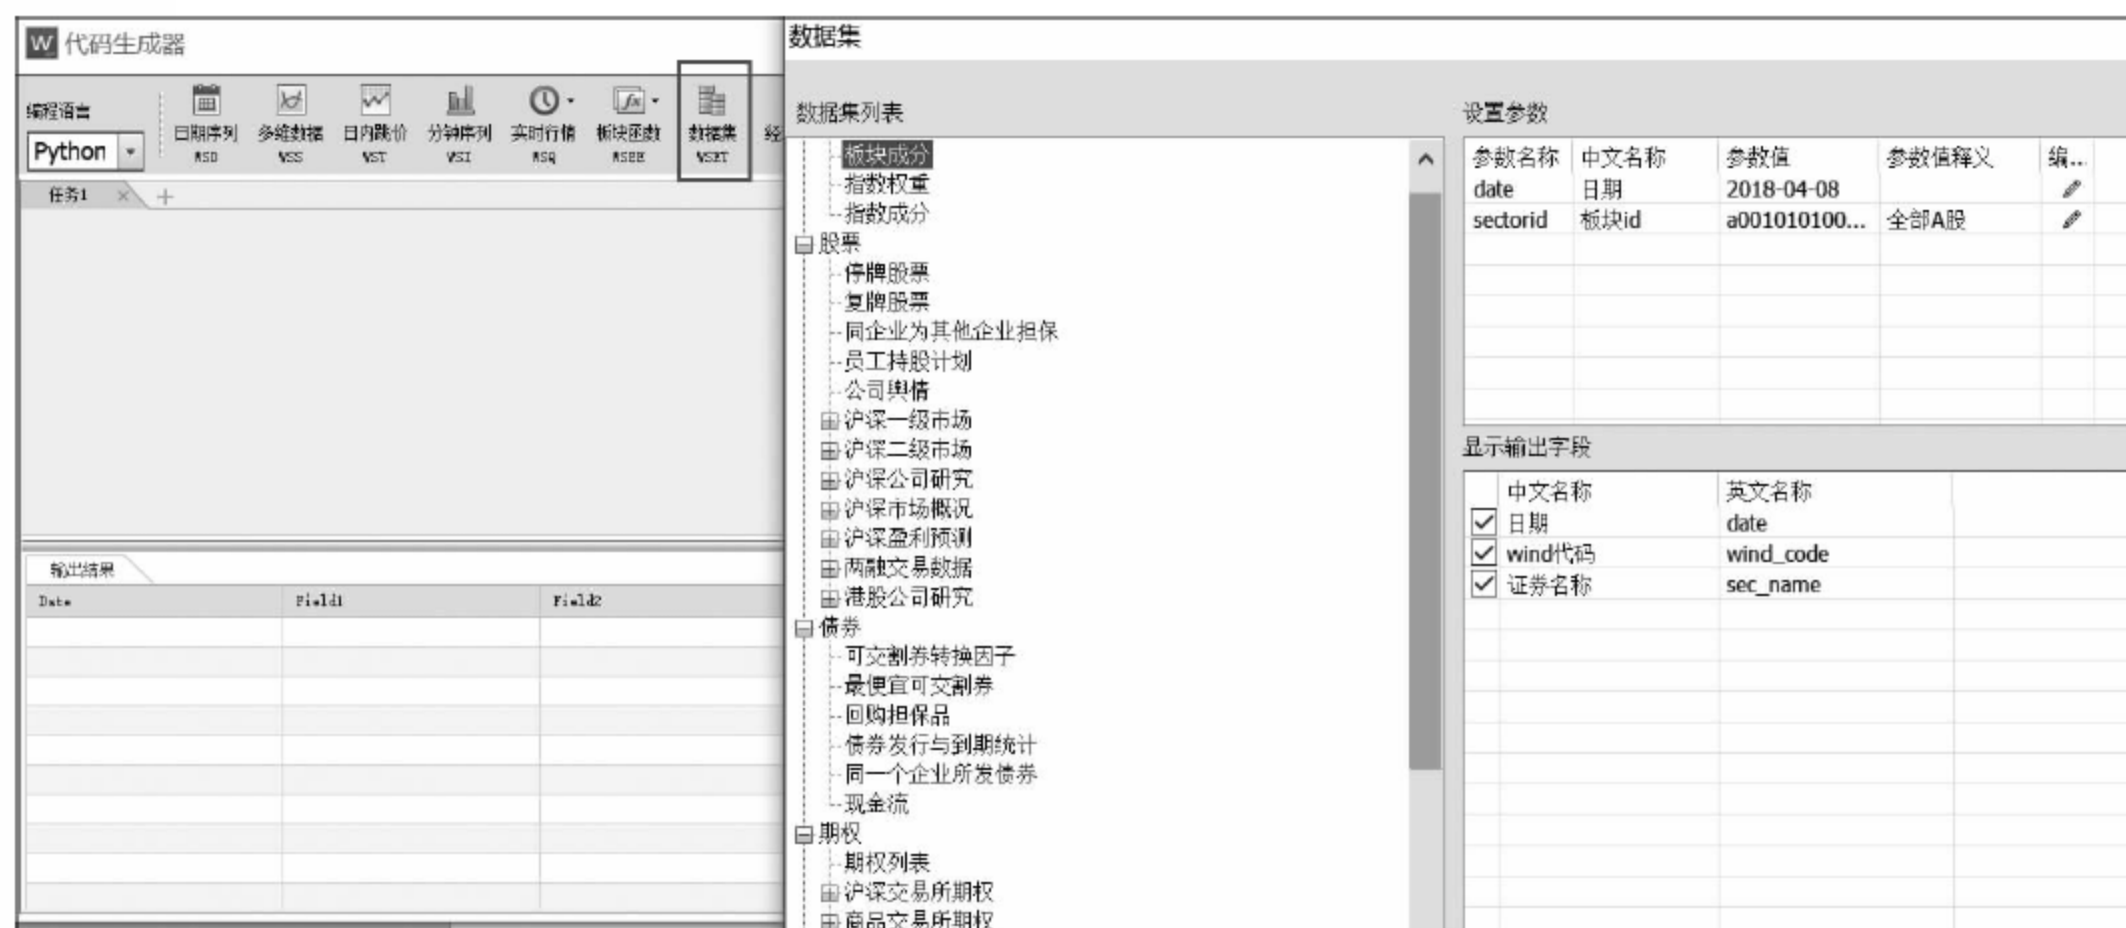 W 代码生成器
编程语言
Python
日期序列
WSD
多维数据
WSS
日内跳价
WST
分钟序列
WSI
实时行情
WSQ
板块函数
WSEE
数据集
WSET
经
任务1 × +
输出结果
Date Field1 Field2
数据集
数据集列表
板块成分
指数权重
指数成分
股票
停牌股票
复牌股票
同企业为其他企业担保
员工持股计划
公司舆情
沪深一级市场
沪深二级市场
沪深公司研究
沪深市场概况
沪深盈利预测
两融交易数据
港股公司研究
债券
可交割券转换因子
最便宜可交割券
回购担保品
债券发行与到期统计
同一个企业所发债券
现金流
期权
期权列表
沪深交易所期权
商品交易所期权
设置参数
参数名称 中文名称 参数值 参数值释义 编...
date 日期 2018-04-08
sectorid 板块id a001010100... 全部A股
显示输出字段
中文名称 英文名称
日期 date
wind代码 wind_code
证券名称 sec_name